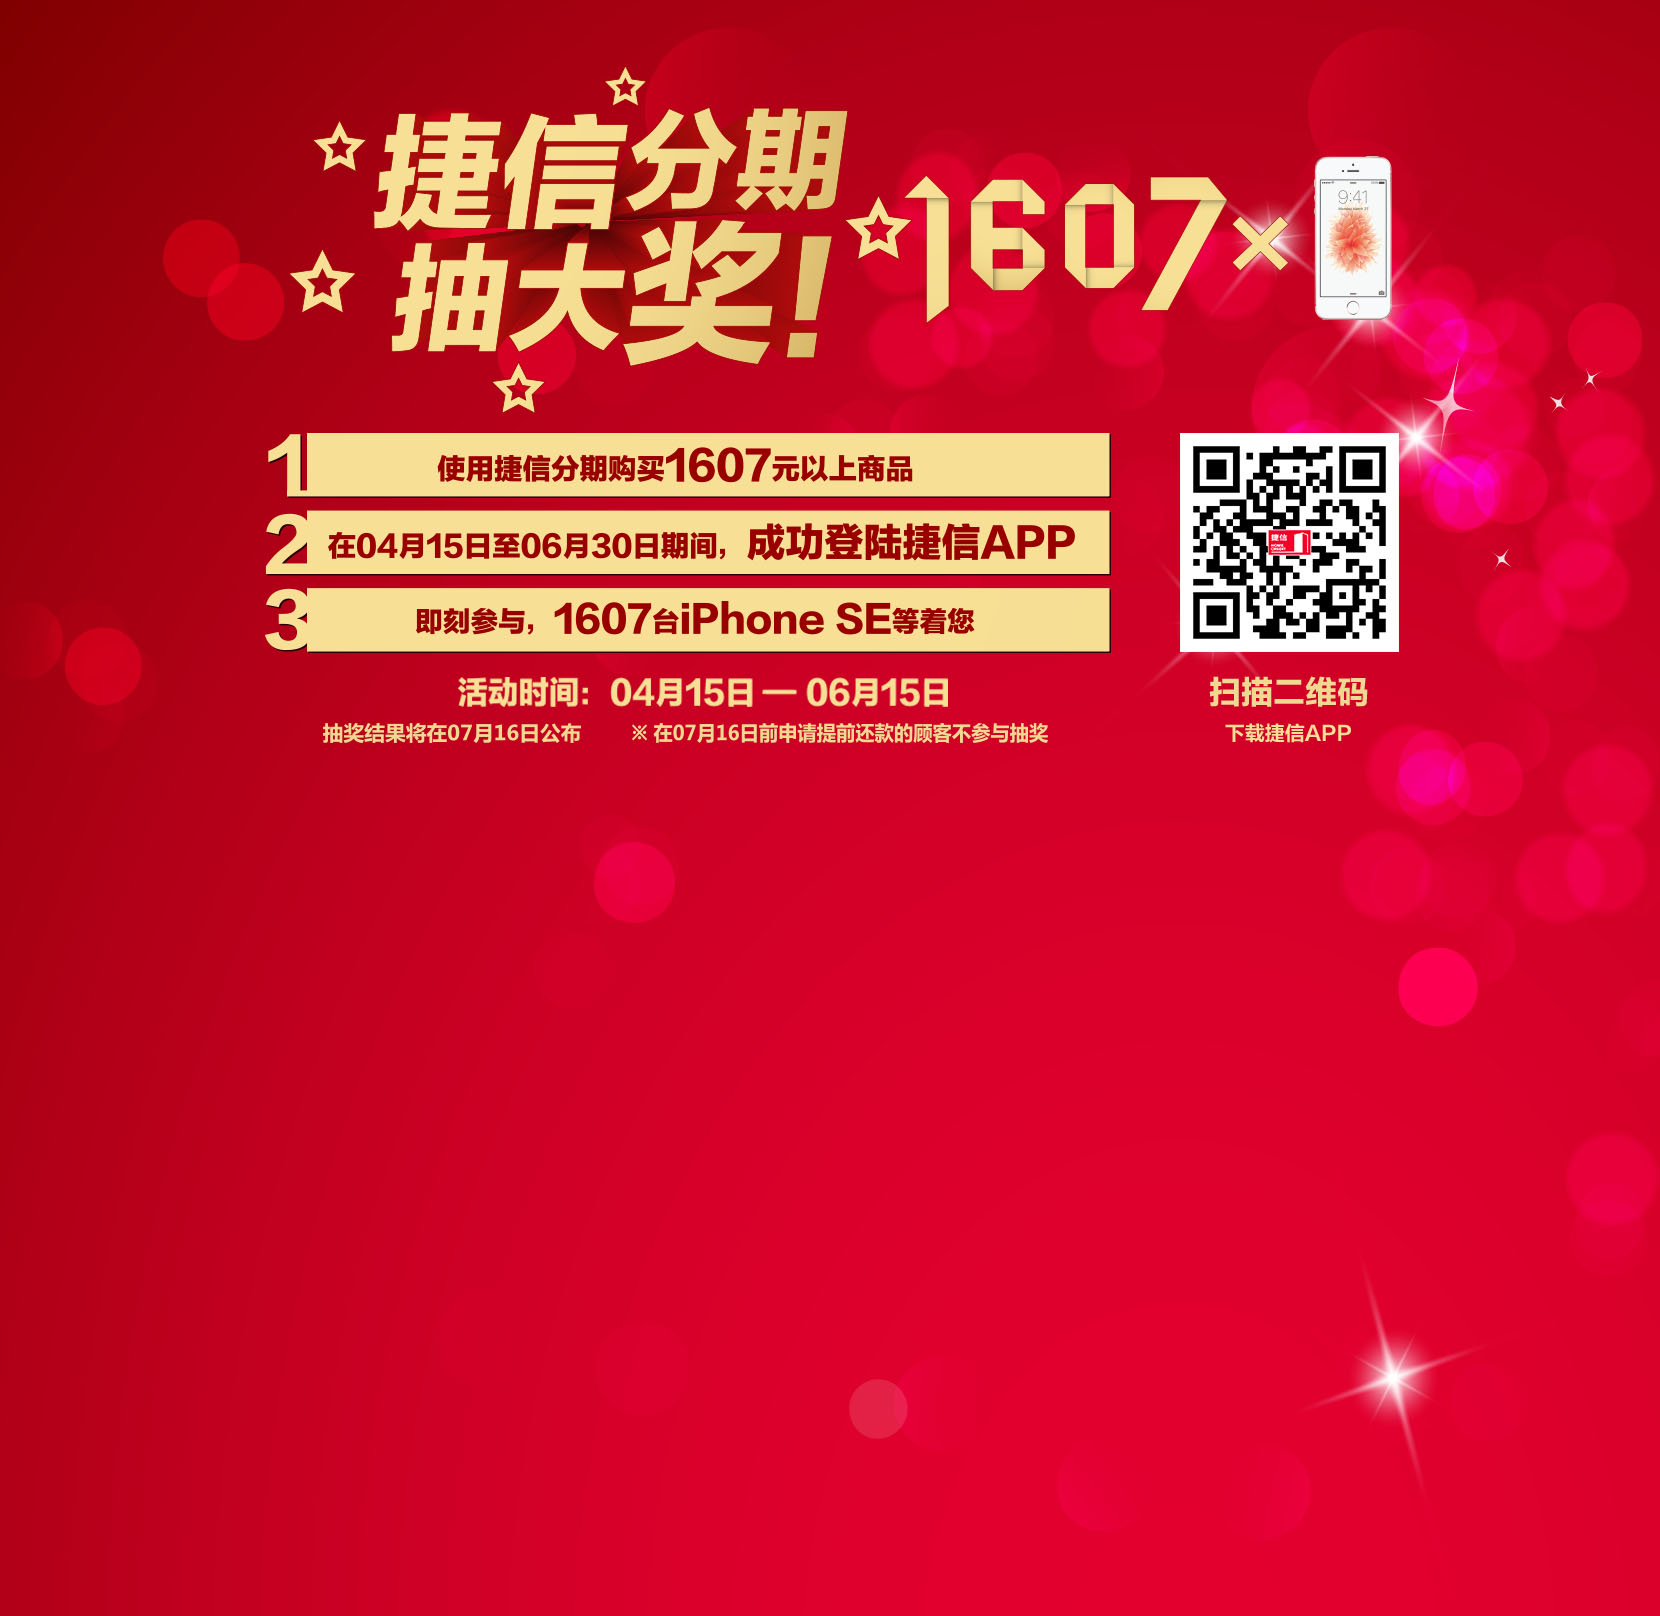 捷信分期
抽大奖!
1607×
9:41
1 使用捷信分期购买1607元以上商品
2 在04月15日至06月30日期间，成功登陆捷信APP
3 即刻参与，1607台iPhone SE等着您
捷信
HOME
CREDIT
活动时间：04月15日 — 06月15日
抽奖结果将在07月16日公布 ※ 在07月16日前申请提前还款的顾客不参与抽奖
扫描二维码
下载捷信APP